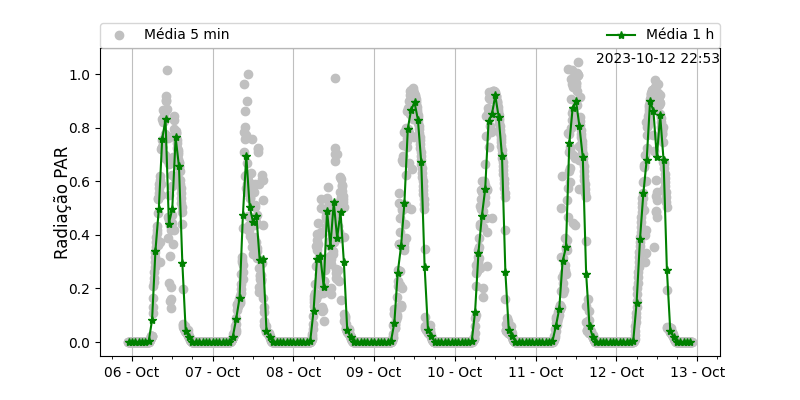 Média 5 min
Média 1 h
2023-10-12 22:53
Radiação PAR
1.0
0.8
0.6
0.4
0.2
0.0
06 - Oct
07 - Oct
08 - Oct
09 - Oct
10 - Oct
11 - Oct
12 - Oct
13 - Oct